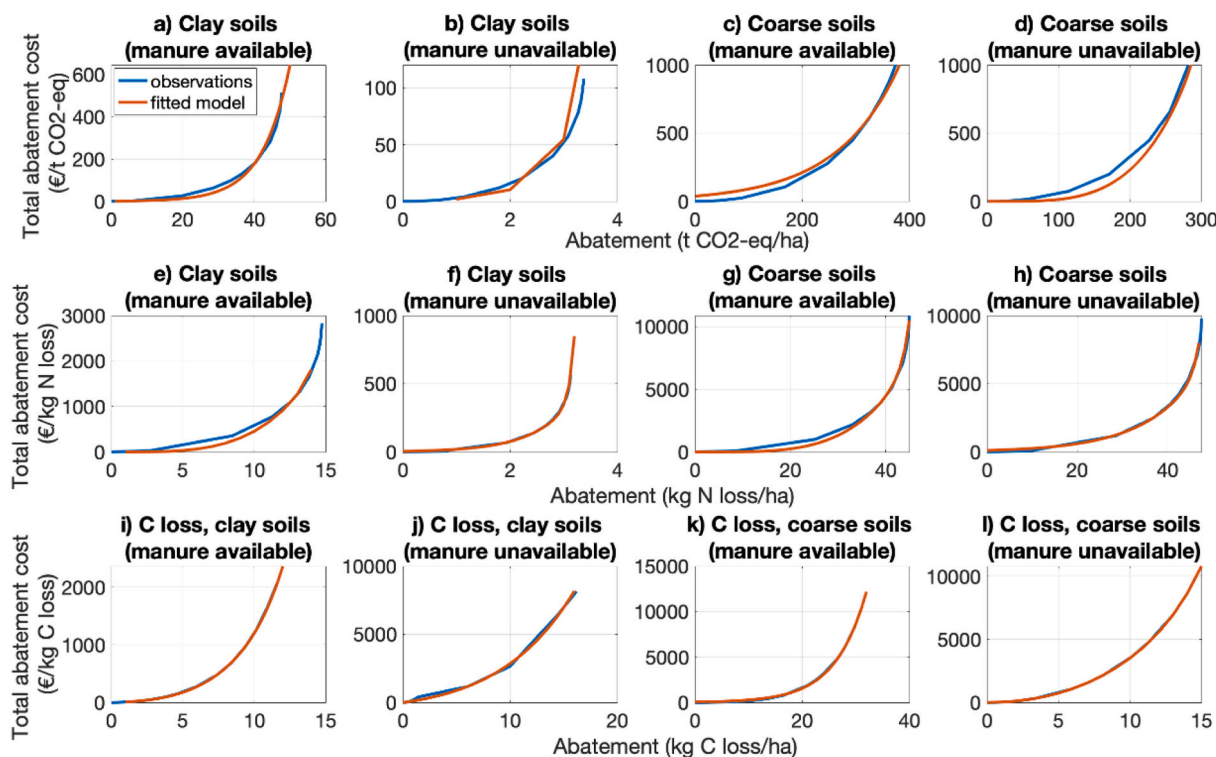 a) Clay soils
(manure available)
b) Clay soils
(manure unavailable)
c) Coarse soils
(manure available)
d) Coarse soils
(manure unavailable)
Total abatement cost
(€/t CO2-eq)
600
400
200
0
observations
fitted model
0 20 40 60
100
50
0
0 2 4
1000
500
0
0 200 400
1000
500
0
0 100 200 300
Abatement (t CO2-eq/ha)
e) Clay soils
(manure available)
f) Clay soils
(manure unavailable)
g) Coarse soils
(manure available)
h) Coarse soils
(manure unavailable)
Total abatement cost
(€/kg N loss)
3000
2000
1000
0
0 5 10 15
1000
500
0
0 2 4
10000
5000
0
0 20 40
10000
5000
0
0 20 40
Abatement (kg N loss/ha)
i) C loss, clay soils
(manure available)
j) C loss, clay soils
(manure unavailable)
k) C loss, coarse soils
(manure available)
l) C loss, coarse soils
(manure unavailable)
Total abatement cost
(€/kg C loss)
2000
1000
0
0 5 10 15
10000
5000
0
0 10 20
15000
10000
5000
0
0 20 40
10000
5000
0
0 5 10 15
Abatement (kg C loss/ha)